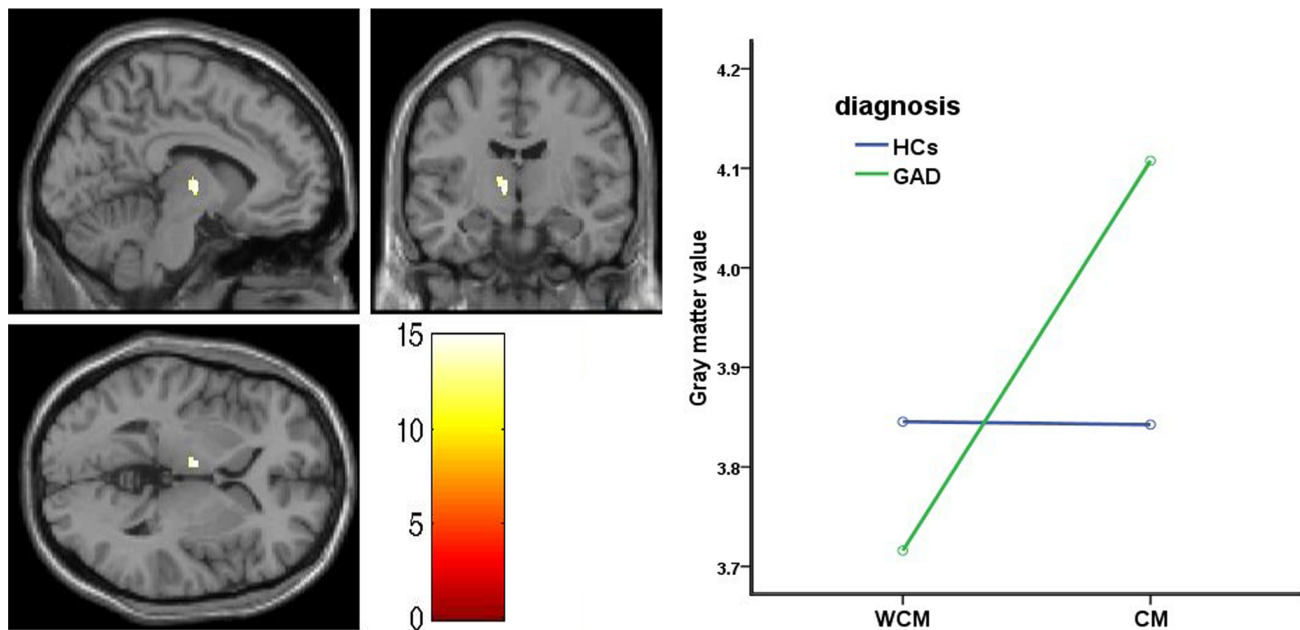 15
10
5
0
Gray matter value
4.2
4.1
4.0
3.9
3.8
3.7
diagnosis
HCs
GAD
WCM
CM